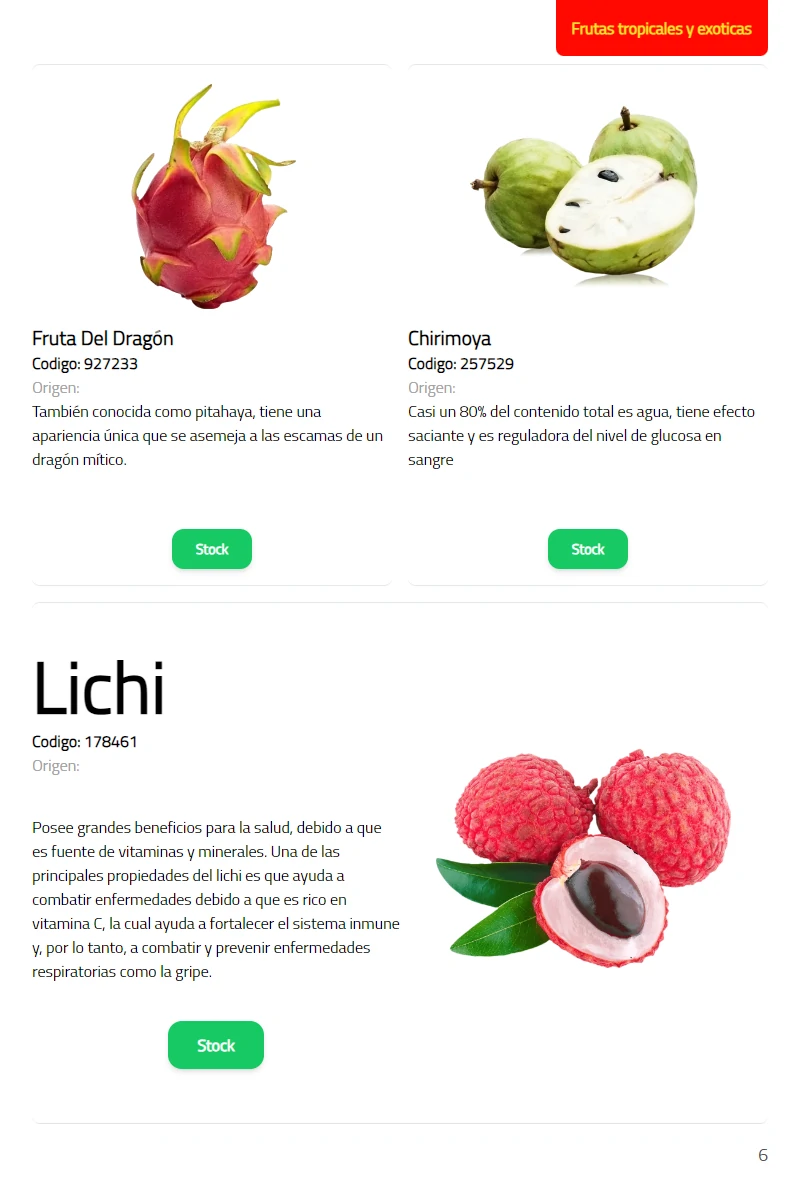 Frutas tropicales y exoticas
Fruta Del Dragón
Codigo: 927233
Origen:
También conocida como pitahaya, tiene una
apariencia única que se asemeja a las escamas de un
dragón mítico.
Stock
Chirimoya
Codigo: 257529
Origen:
Casi un 80% del contenido total es agua, tiene efecto
saciante y es reguladora del nivel de glucosa en
sangre
Stock
Lichi
Codigo: 178461
Origen:
Posee grandes beneficios para la salud, debido a que
es fuente de vitaminas y minerales. Una de las
principales propiedades del lichi es que ayuda a
combatir enfermedades debido a que es rico en
vitamina C, la cual ayuda a fortalecer el sistema inmune
y, por lo tanto, a combatir y prevenir enfermedades
respiratorias como la gripe.
Stock
6